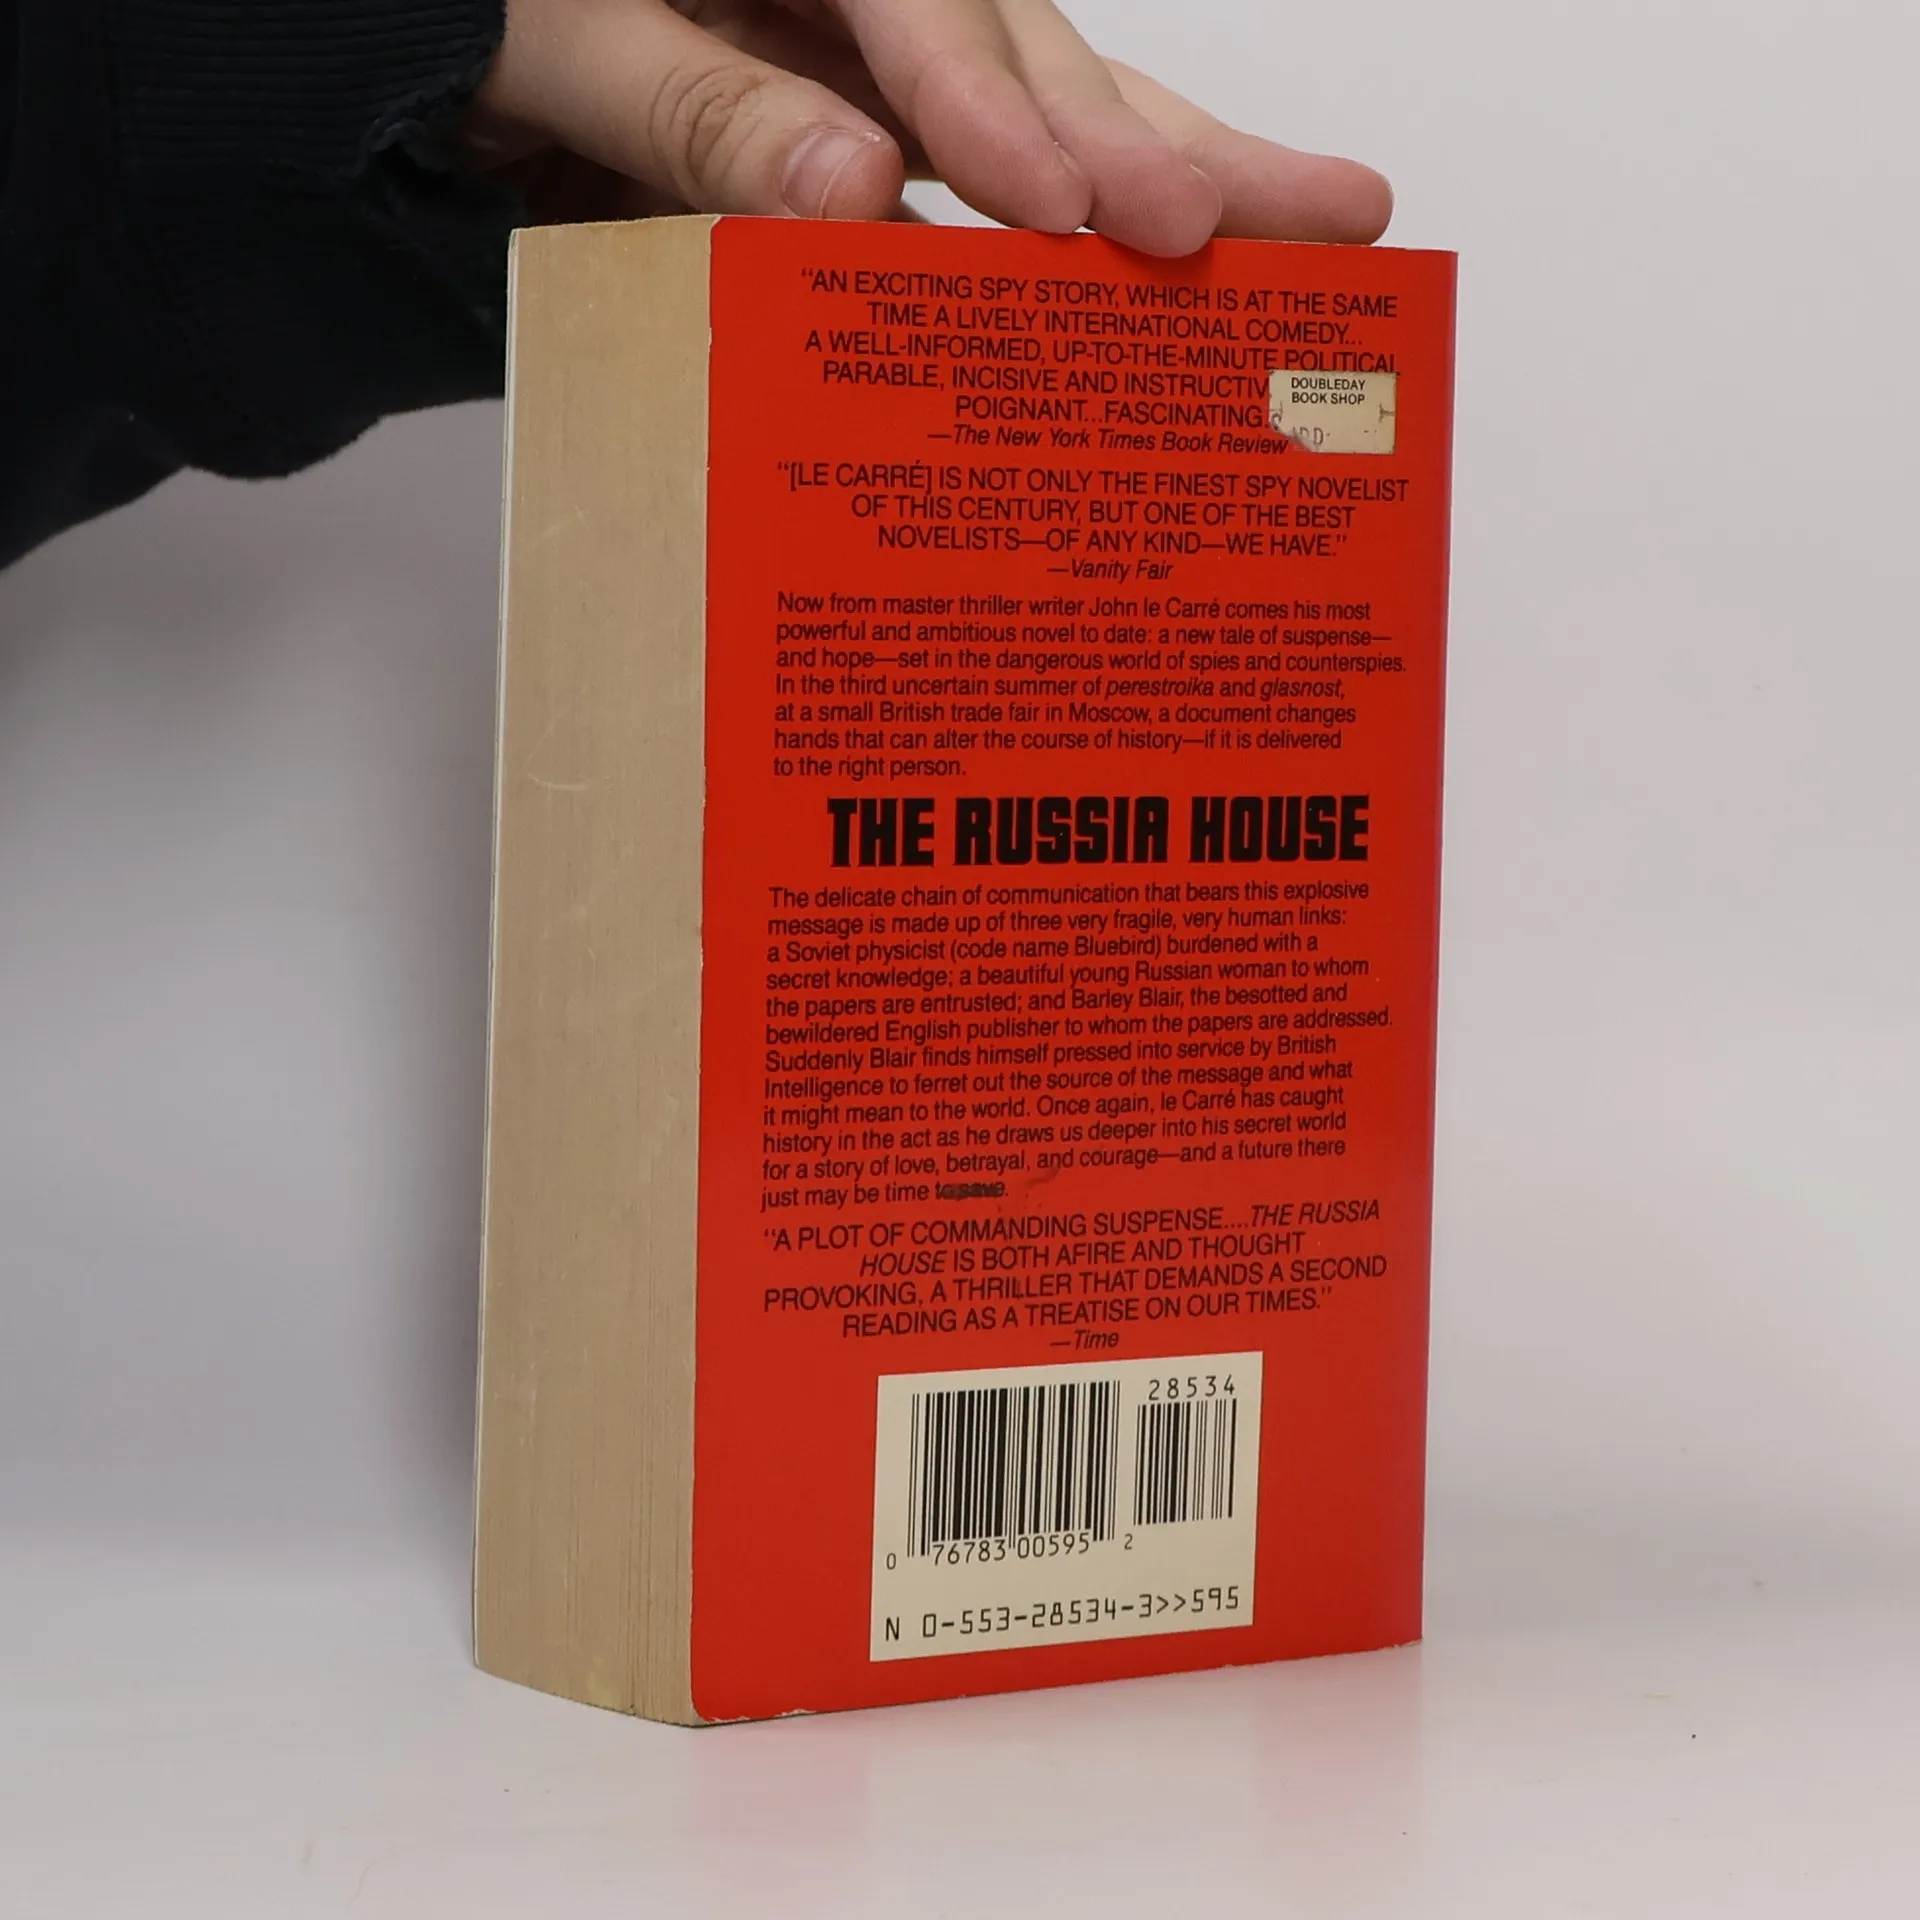 “AN EXCITING SPY STORY, WHICH IS AT THE SAME
TIME A LIVELY INTERNATIONAL COMEDY...
A WELL-INFORMED, UP-TO-THE-MINUTE POLITICAL
PARABLE, INCISIVE AND INSTRUCTIV
POIGNANT...FASCINATING.
—The New York Times Book Review
DOUBLEDAY
BOOK SHOP
“[LE CARRÉ] IS NOT ONLY THE FINEST SPY NOVELIST
OF THIS CENTURY, BUT ONE OF THE BEST
NOVELISTS—OF ANY KIND—WE HAVE.”
—Vanity Fair
Now from master thriller writer John le Carré comes his most
powerful and ambitious novel to date: a new tale of suspense—
and hope—set in the dangerous world of spies and counterspies.
In the third uncertain summer of perestroika and glasnost,
at a small British trade fair in Moscow, a document changes
hands that can alter the course of history—if it is delivered
to the right person.
THE RUSSIA HOUSE
The delicate chain of communication that bears this explosive
message is made up of three very fragile, very human links:
a Soviet physicist (code name Bluebird) burdened with a
secret knowledge; a beautiful young Russian woman to whom
the papers are entrusted; and Barley Blair, the besotted and
bewildered English publisher to whom the papers are addressed.
Suddenly Blair finds himself pressed into service by British
Intelligence to ferret out the source of the message and what
it might mean to the world. Once again, le Carré has caught
history in the act as he draws us deeper into his secret world
for a story of love, betrayal, and courage—and a future there
just may be time to save.
“A PLOT OF COMMANDING SUSPENSE....THE RUSSIA
HOUSE IS BOTH AFIRE AND THOUGHT
PROVOKING, A THRILLER THAT DEMANDS A SECOND
READING AS A TREATISE ON OUR TIMES.”
—Time
28534
0 76783 00595 2
N 0-553-28534-3>>595